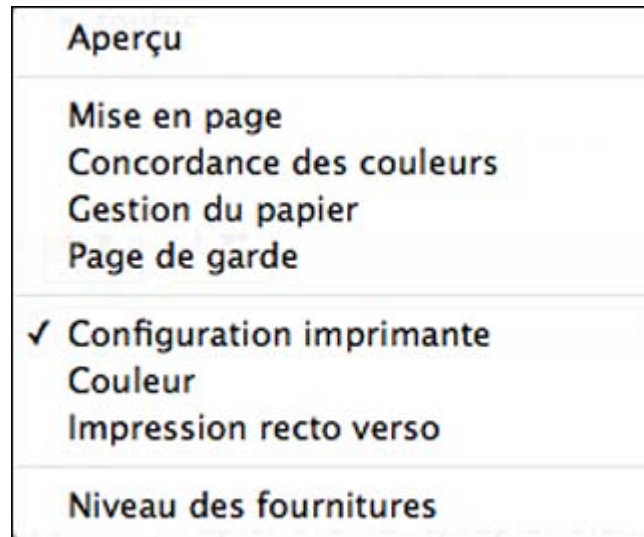 Aperçu
Mise en page
Concordance des couleurs
Gestion du papier
Page de garde
✓ Configuration imprimante
Couleur
Impression recto verso
Niveau des fournitures